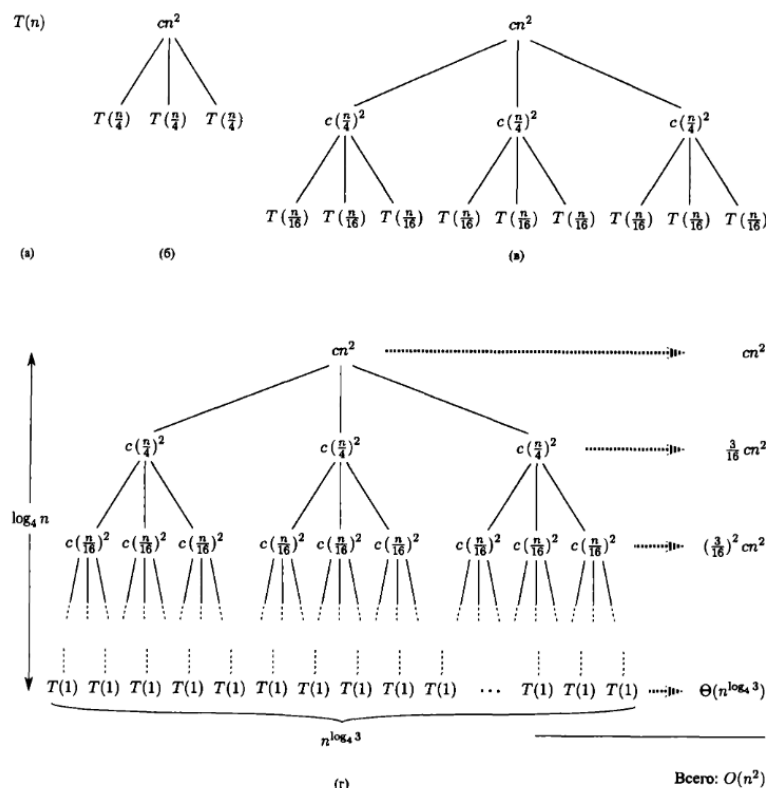 T(n)
cn²
cn²
T(n/4) T(n/4) T(n/4)
c(n/4)² c(n/4)² c(n/4)²
T(n/16) T(n/16) T(n/16) T(n/16) T(n/16) T(n/16) T(n/16) T(n/16) T(n/16)
(а) (б) (в)
cn² cn²
c(n/4)² c(n/4)² c(n/4)² 3/16 cn²
log₄ n
c(n/16)² c(n/16)² c(n/16)² c(n/16)² c(n/16)² c(n/16)² c(n/16)² c(n/16)² c(n/16)² (3/16)² cn²
T(1) T(1) T(1) T(1) T(1) T(1) T(1) T(1) T(1) T(1) ... T(1) T(1) T(1) Θ(n^(log₄ 3))
n^(log₄ 3)
(г)
Всего: O(n²)